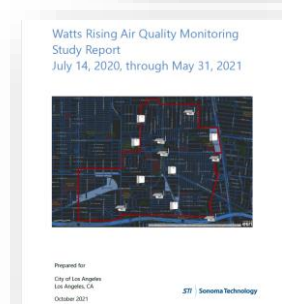 Watts Rising Air Quality Monitoring
Study Report
July 14, 2020, through May 31, 2021
Prepared for
City of Los Angeles
Los Angeles, CA
October 2021
STI Sonoma Technology